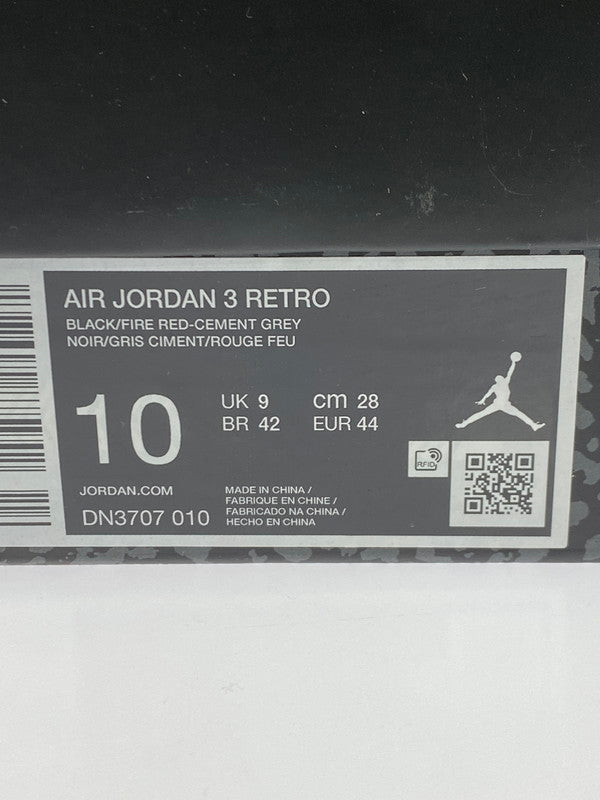 AIR JORDAN 3 RETRO
BLACK/FIRE RED-CEMENT GREY
NOIR/GRIS CIMENT/ROUGE FEU
10
UK 9 cm 28
BR 42 EUR 44
RFID
JORDAN.COM
DN3707 010
MADE IN CHINA /
FABRIQUE EN CHINE /
FABRICADO NA CHINA /
HECHO EN CHINA